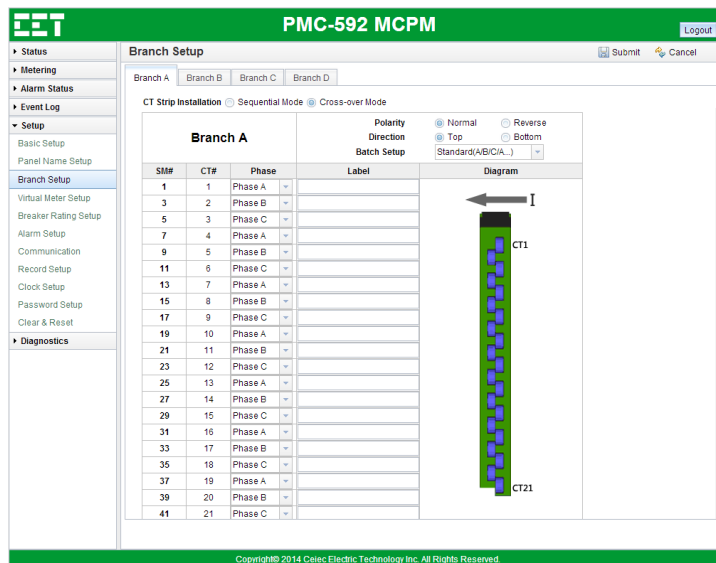 CET
PMC-592 MCPM
Logout
Status
Metering
Alarm Status
Event Log
Setup
Basic Setup
Panel Name Setup
Branch Setup
Virtual Meter Setup
Breaker Rating Setup
Alarm Setup
Communication
Record Setup
Clock Setup
Password Setup
Clear & Reset
Diagnostics
Branch Setup
Submit Cancel
Branch A Branch B Branch C Branch D
CT Strip Installation Sequential Mode Cross-over Mode
Branch A
Polarity Normal Reverse
Direction Top Bottom
Batch Setup Standard(A/B/C/A...)
SM# CT# Phase Label Diagram
1 1 Phase A
3 2 Phase B
5 3 Phase C
7 4 Phase A
9 5 Phase B
11 6 Phase C
13 7 Phase A
15 8 Phase B
17 9 Phase C
19 10 Phase A
21 11 Phase B
23 12 Phase C
25 13 Phase A
27 14 Phase B
29 15 Phase C
31 16 Phase A
33 17 Phase B
35 18 Phase C
37 19 Phase A
39 20 Phase B
41 21 Phase C
I
CT1
CT21
Copyright© 2014 Ceiec Electric Technology Inc. All Rights Reserved.